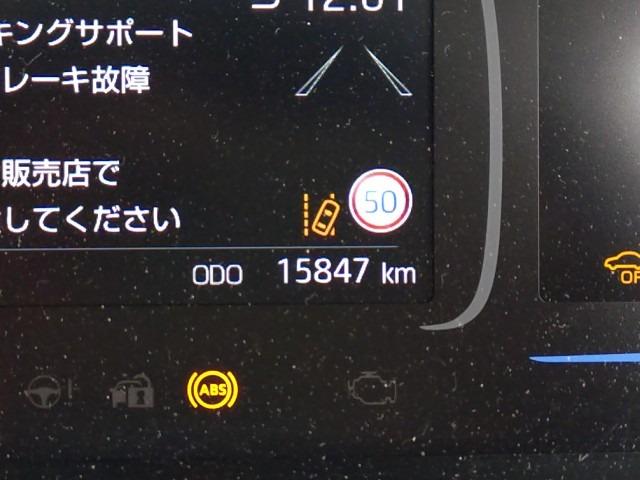 キングサポート
レーキ故障
販売店で
してください
50
ODO 15847 km
ABS